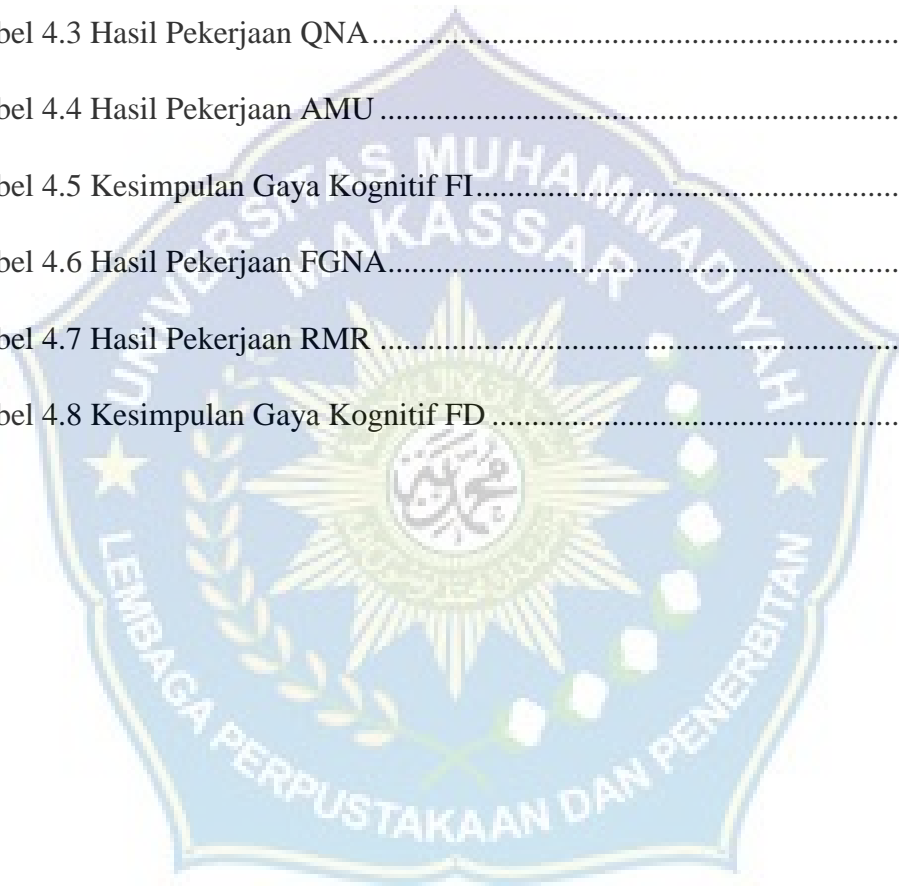 bel 4.3 Hasil Pekerjaan QNA
bel 4.4 Hasil Pekerjaan AMU
bel 4.5 Kesimpulan Gaya Kognitif FI
bel 4.6 Hasil Pekerjaan FGNA
bel 4.7 Hasil Pekerjaan RMR
bel 4.8 Kesimpulan Gaya Kognitif FD
UNIVERSITAS MUHAMMADIYAH
MAKASSAR
محمدية
LEMBAGA PERPUSTAKAAN DAN PENERBITAN